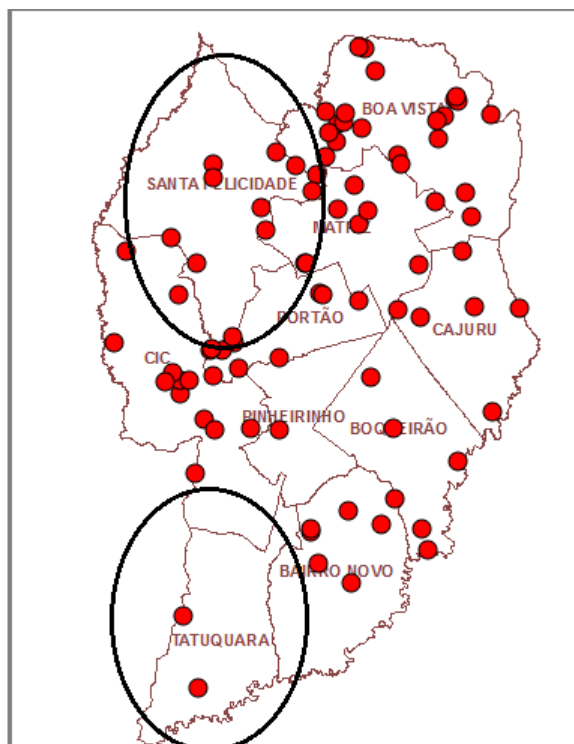 BOA VISTA
SANTA FELICIDADE
MATRIZ
PORTÃO
CAJURU
CIC
PINHEIRINHO
BOQUEIRÃO
BAIRRO NOVO
TATUQUARA